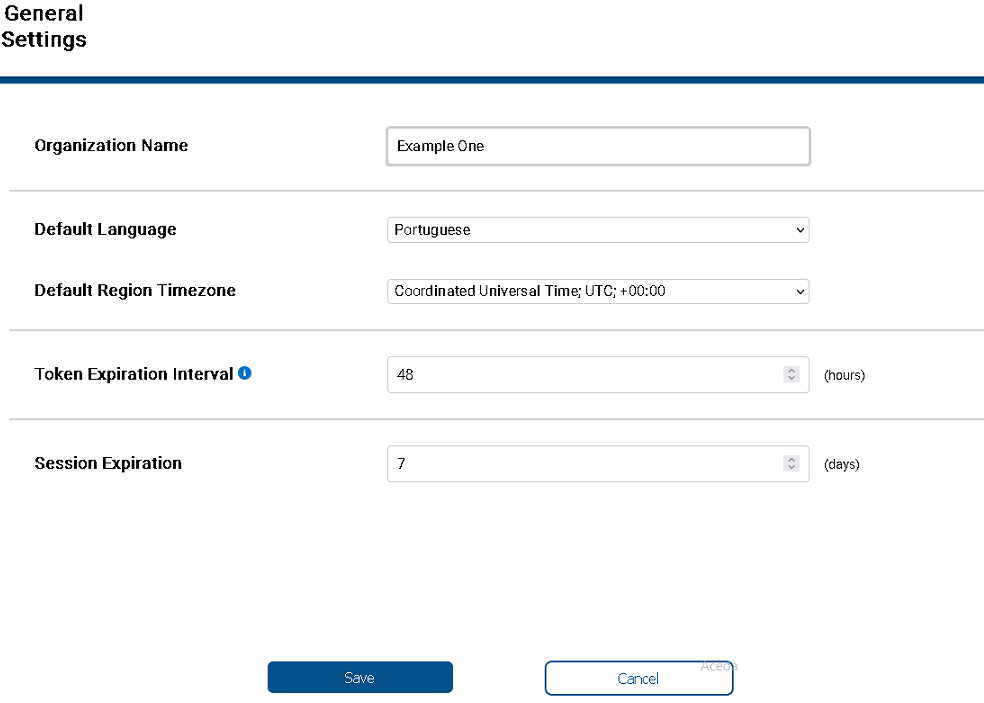 General
Settings
Organization Name
Example One
Default Language
Portuguese
Default Region Timezone
Coordinated Universal Time; UTC; +00:00
Token Expiration Interval
48
(hours)
Session Expiration
7
(days)
Save
Cancel
Aceda